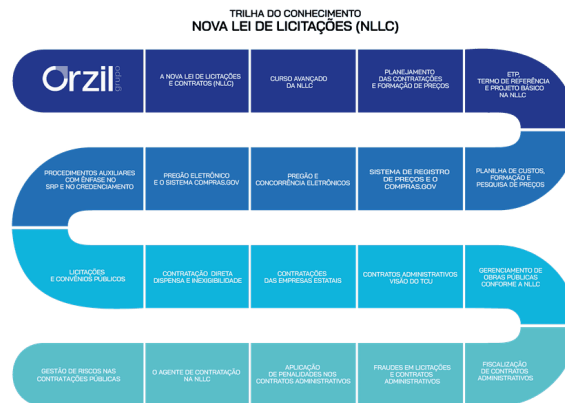 TRILHA DO CONHECIMENTO
NOVA LEI DE LICITAÇÕES (NLLC)
Orzil
grupo
A NOVA LEI DE LICITAÇÕES
E CONTRATOS (NLLC)
CURSO AVANÇADO
DA NLLC
PLANEJAMENTO
DAS CONTRATAÇÕES
E FORMAÇÃO DE PREÇOS
ETP,
TERMO DE REFERÊNCIA
E PROJETO BÁSICO
NA NLLC
PROCEDIMENTOS AUXILIARES
COM ÊNFASE NO
SRP E NO CREDENCIAMENTO
PREGÃO ELETRÔNICO
E O SISTEMA COMPRAS.GOV
PREGÃO E
CONCORRÊNCIA ELETRÔNICOS
SISTEMA DE REGISTRO
DE PREÇOS E O
COMPRAS.GOV
PLANILHA DE CUSTOS,
FORMAÇÃO E
PESQUISA DE PREÇOS
LICITAÇÕES
E CONVÊNIOS PÚBLICOS
CONTRATAÇÃO DIRETA
DISPENSA E INEXIGIBILIDADE
CONTRATAÇÕES
DAS EMPRESAS ESTATAIS
CONTRATOS ADMINISTRATIVOS
VISÃO DO TCU
GERENCIAMENTO DE
OBRAS PÚBLICAS
CONFORME A NLLC
GESTÃO DE RISCOS NAS
CONTRATAÇÕES PÚBLICAS
O AGENTE DE CONTRATAÇÃO
NA NLLC
APLICAÇÃO
DE PENALIDADES NOS
CONTRATOS ADMINISTRATIVOS
FRAUDES EM LICITAÇÕES
E CONTRATOS
ADMINISTRATIVOS
FISCALIZAÇÃO
DE CONTRATOS
ADMINISTRATIVOS